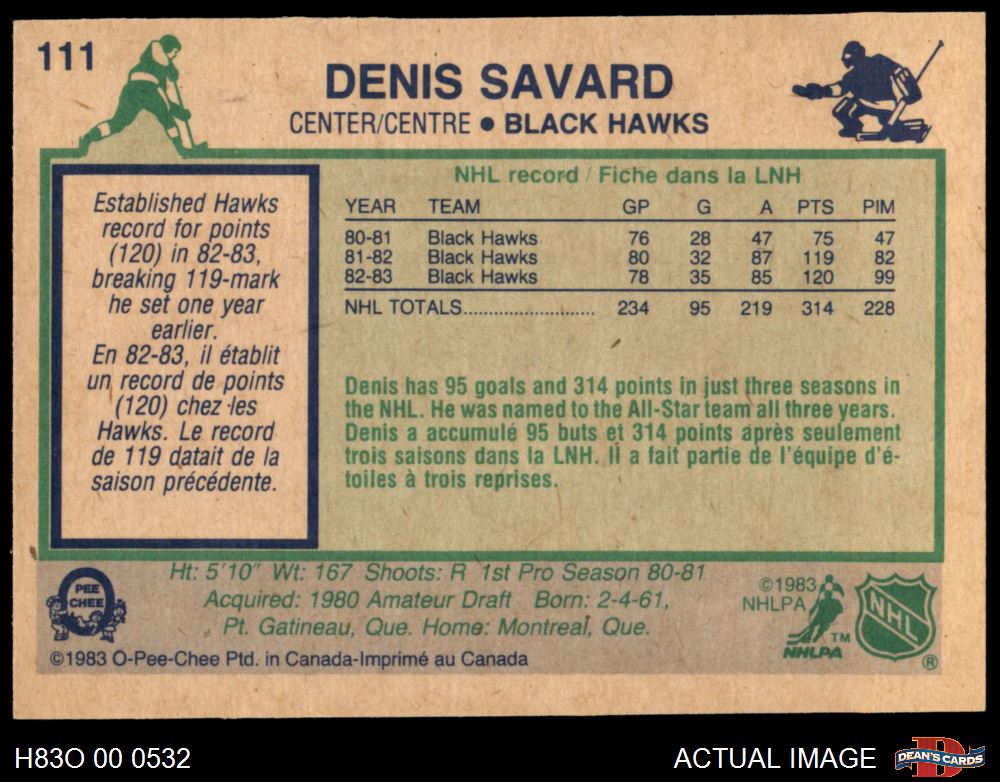 111
DENIS SAVARD
CENTER/CENTRE • BLACK HAWKS
Established Hawks
record for points
(120) in 82-83,
breaking 119-mark
he set one year
earlier.
En 82-83, il établit
un record de points
(120) chez les
Hawks. Le record
de 119 datait de la
saison précédente.
NHL record / Fiche dans la LNH
YEAR TEAM GP G A PTS PIM
80-81 Black Hawks 76 28 47 75 47
81-82 Black Hawks 80 32 87 119 82
82-83 Black Hawks 78 35 85 120 99
NHL TOTALS.......................... 234 95 219 314 228
Denis has 95 goals and 314 points in just three seasons in
the NHL. He was named to the All-Star team all three years.
Denis a accumulé 95 buts et 314 points après seulement
trois saisons dans la LNH. Il a fait partie de l'équipe d'é-
toiles à trois reprises.
Ht: 5'10" Wt: 167 Shoots: R 1st Pro Season 80-81
Acquired: 1980 Amateur Draft Born: 2-4-61,
Pt. Gatineau, Que. Home: Montreal, Que.
O PEE
CHEE
©1983
NHLPA
TM
NHLPA
NHL
®
©1983 O-Pee-Chee Ptd. in Canada-Imprimé au Canada
H83O 00 0532
ACTUAL IMAGE
D
DEAN'S CARDS